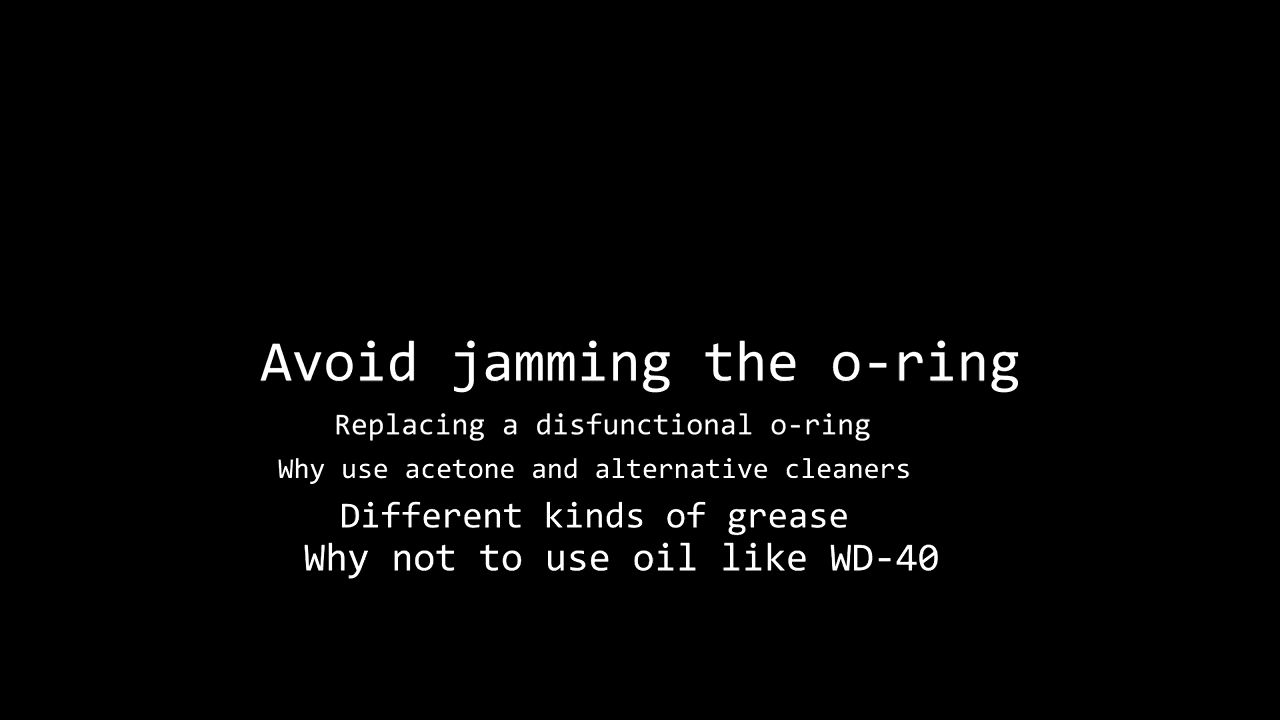 Avoid jamming the o-ring
Replacing a disfunctional o-ring
Why use acetone and alternative cleaners
Different kinds of grease
Why not to use oil like WD-40